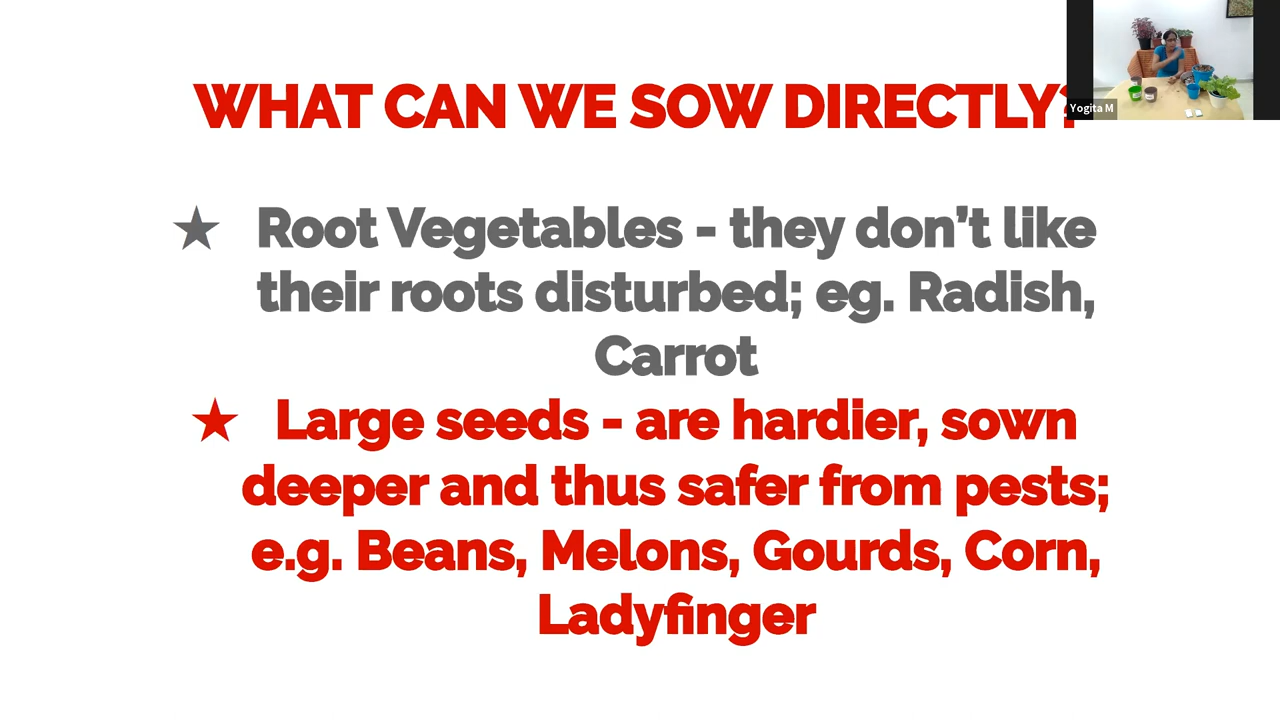 WHAT CAN WE SOW DIRECTLY?
Yogita M
★ Root Vegetables - they don't like
their roots disturbed; eg. Radish,
Carrot
★ Large seeds - are hardier, sown
deeper and thus safer from pests;
e.g. Beans, Melons, Gourds, Corn,
Ladyfinger